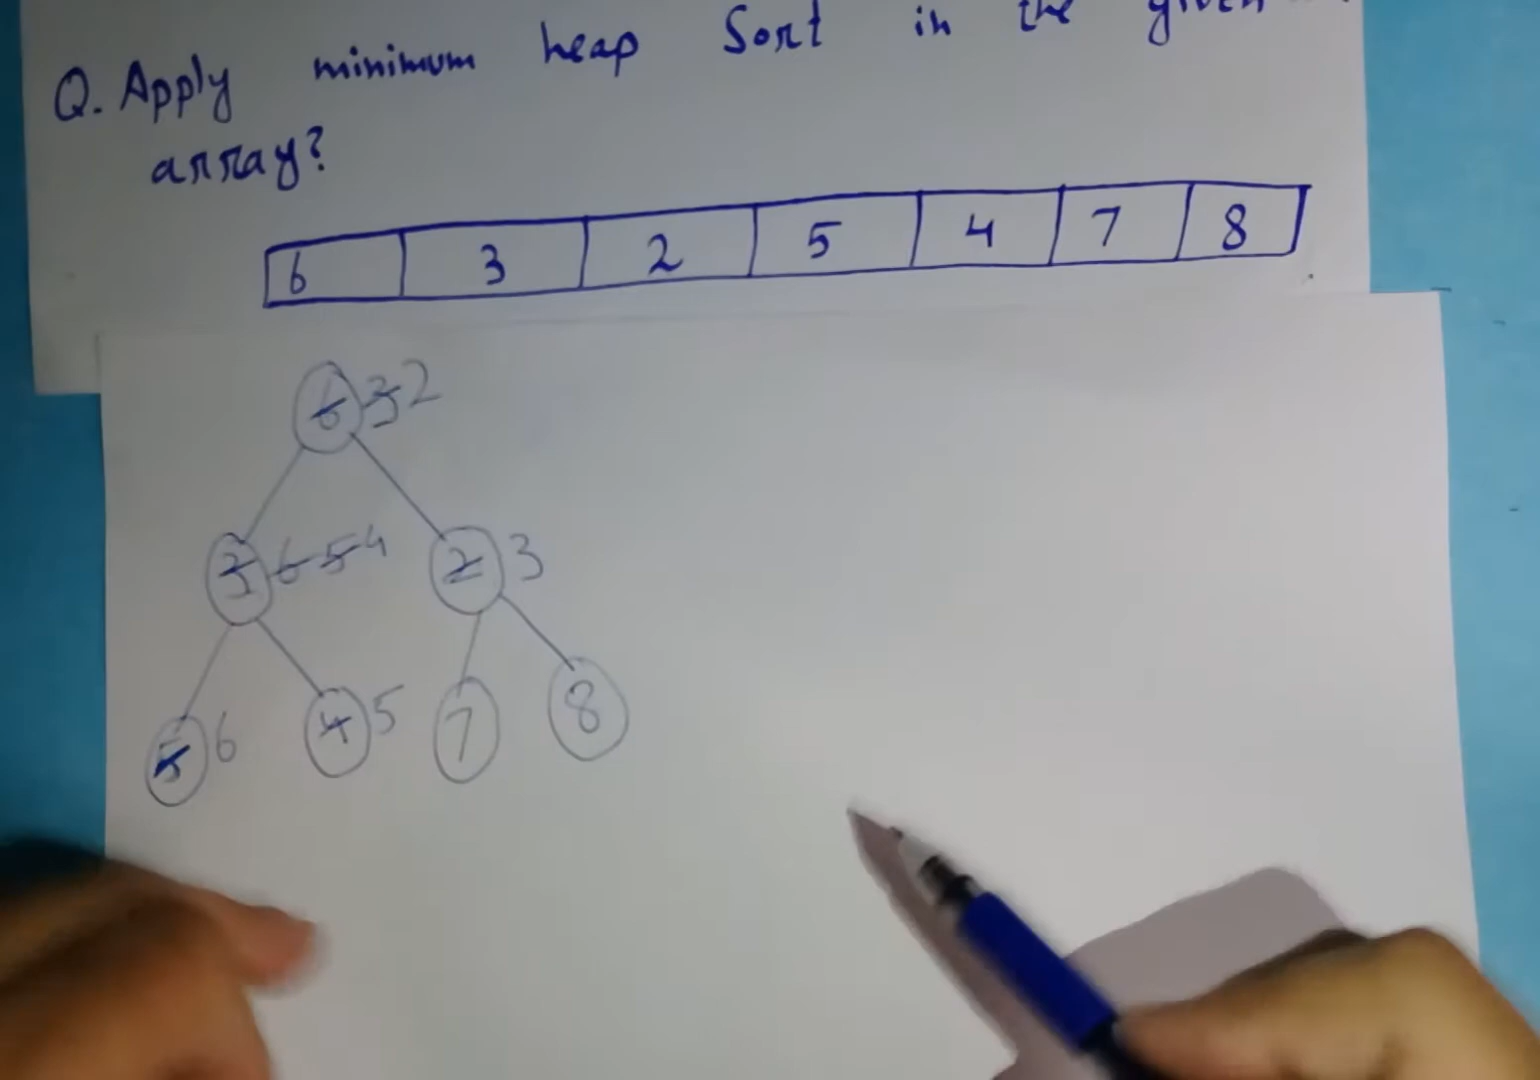 Q. Apply minimum heap Sort in the given
array?
6 3 2 5 4 7 8
6 3 2
3 6 5 4 2 3
5 6 4 5 7 8